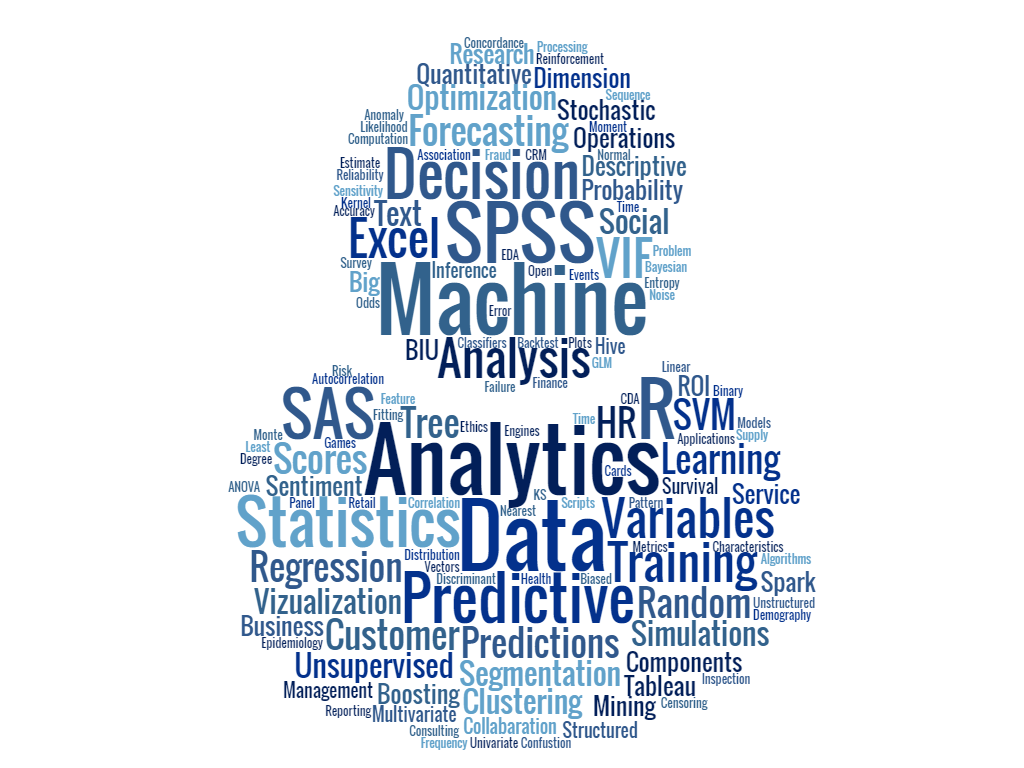 Concordance
Processing
Research
Reinforcement
Quantitative
Dimension
Optimization
Sequence
Stochastic
Anomaly
Likelihood
Forecasting
Moment
Operations
Computation
Association
Fraud
CRM
Normal
Estimate
Decision
Descriptive
Reliability
Probability
Sensitivity
Kernel
Accuracy
Text
SPSS
Time
Social
Excel
EDA
VIF
Problem
Survey
Inference
Open
Events
Bayesian
Big
Machine
Entropy
Noise
Odds
Error
BIU
Classifiers
Backtest
Plots
Hive
Analysis
GLM
Failure
Finance
Risk
Autocorrelation
Linear
SAS
Feature
CDA
R
ROI
Binary
Fitting
Tree
Ethics
Engines
Time
HR
SVM
Models
Monte
Games
Applications
Supply
Least
Degree
Scores
Analytics
Cards
Learning
ANOVA
Sentiment
Survival
Service
Panel
Retail
Correlation
KS
Nearest
Scripts
Pattern
Statistics
Data
Variables
Distribution
Metrics
Characteristics
Regression
Vectors
Training
Algorithms
Discriminant
Health
Biased
Spark
Vizualization
Predictive
Random
Unstructured
Demography
Business
Epidemiology
Customer
Predictions
Simulations
Unsupervised
Segmentation
Components
Inspection
Management
Boosting
Tableau
Clustering
Mining
Censoring
Reporting
Multivariate
Consulting
Collabaration
Structured
Frequency
Univariate
Confustion